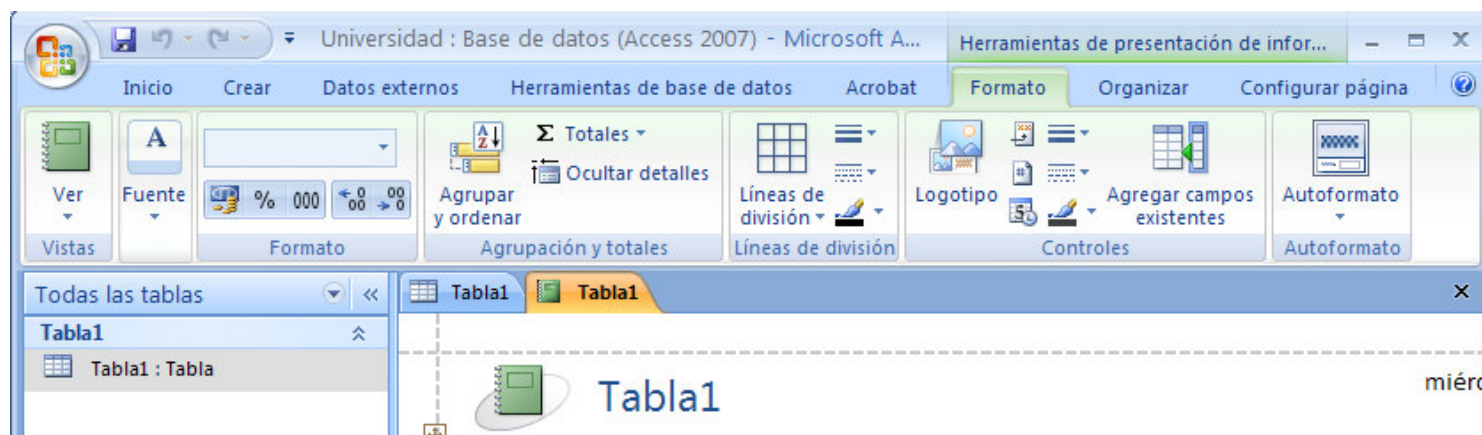 Universidad : Base de datos (Access 2007) - Microsoft A...
Herramientas de presentación de infor...
Inicio Crear Datos externos Herramientas de base de datos Acrobat Formato Organizar Configurar página
Ver
Vistas
A
Fuente
% 000
Formato
Agrupar
y ordenar
Σ Totales
Ocultar detalles
Agrupación y totales
Líneas de
división
Líneas de división
Logotipo
Agregar campos
existentes
Controles
Autoformato
Autoformato
Todas las tablas
Tabla1
Tabla1 : Tabla
Tabla1 Tabla1
Tabla1
miérc